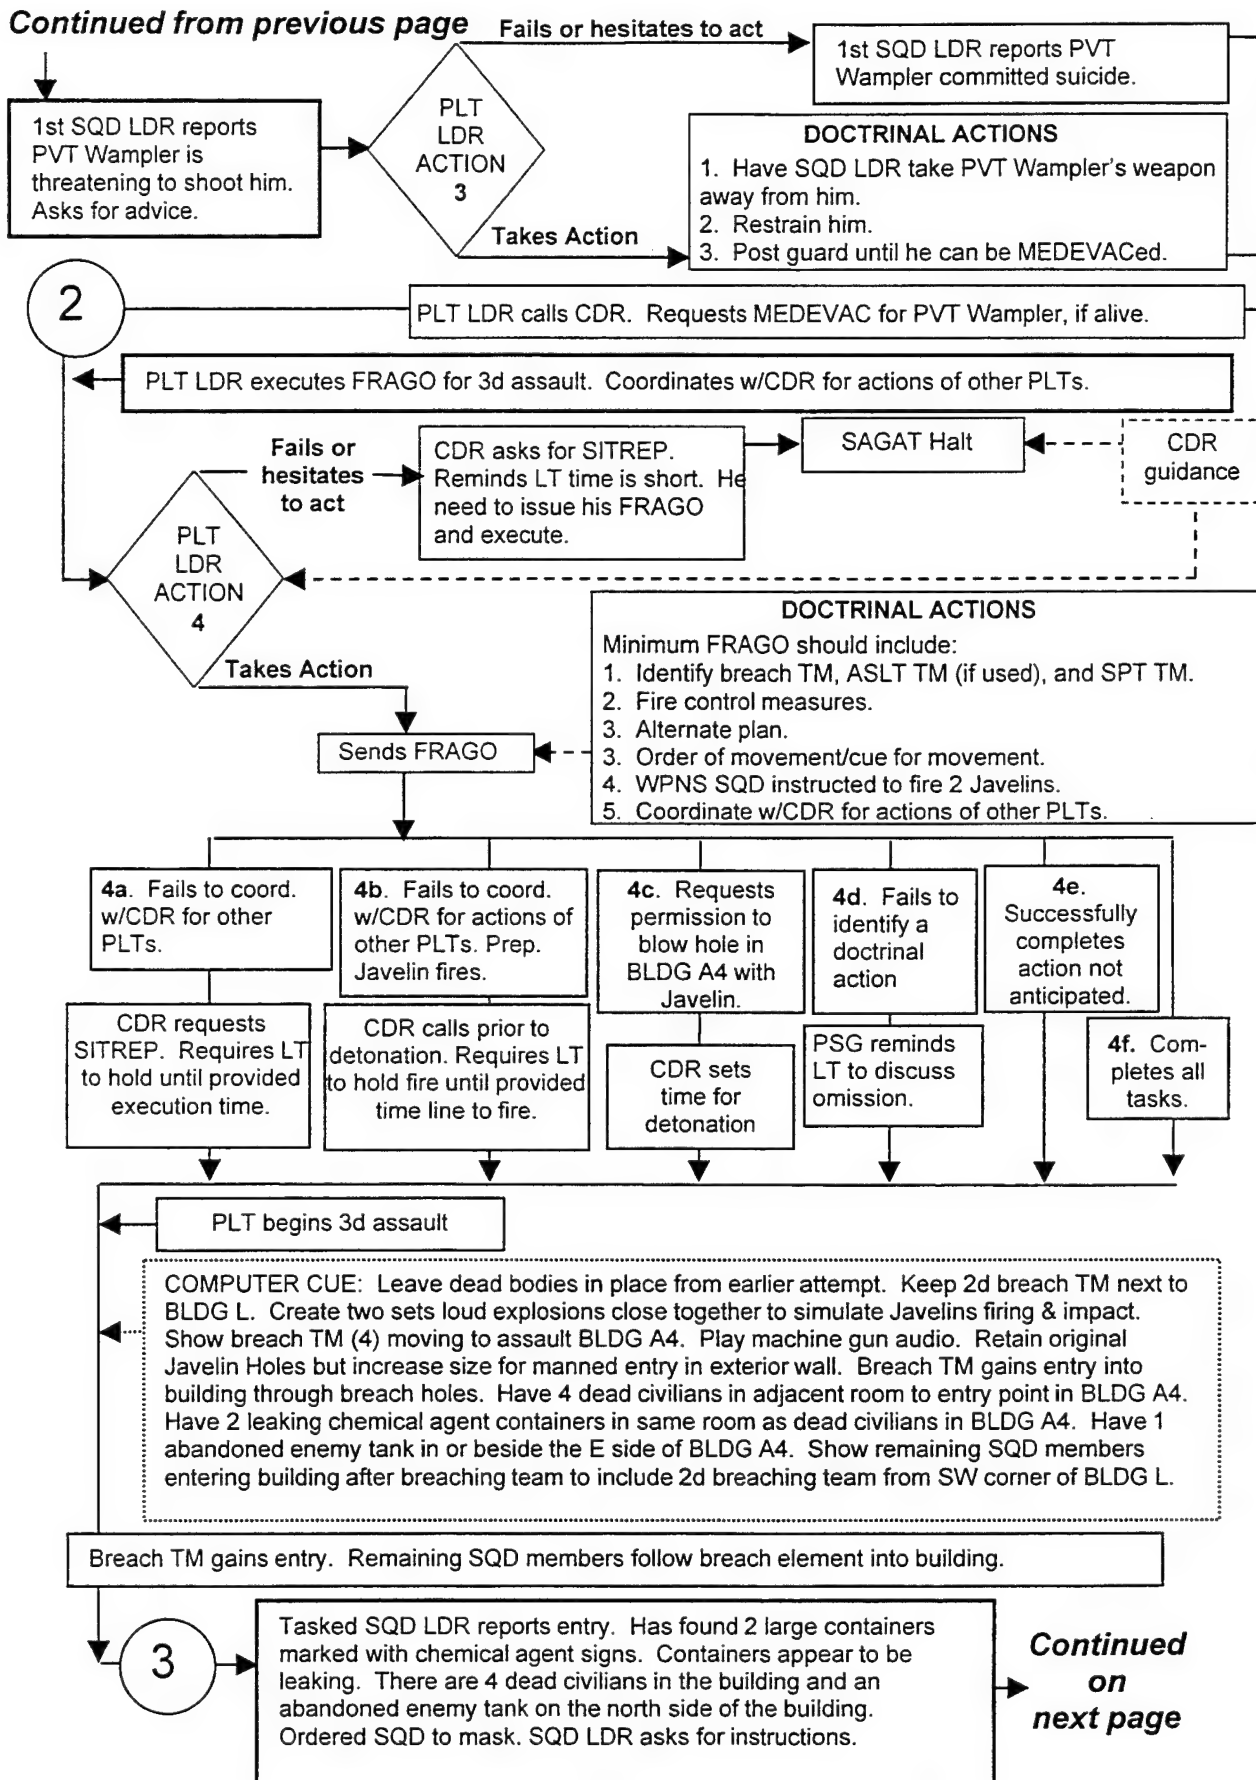 Continued from previous page
Fails or hesitates to act
1st SQD LDR reports PVT
Wampler committed suicide.
1st SQD LDR reports
PVT Wampler is
threatening to shoot him.
Asks for advice.
PLT
LDR
ACTION
3
Takes Action
DOCTRINAL ACTIONS
1. Have SQD LDR take PVT Wampler's weapon
away from him.
2. Restrain him.
3. Post guard until he can be MEDEVACed.
2
PLT LDR calls CDR. Requests MEDEVAC for PVT Wampler, if alive.
PLT LDR executes FRAGO for 3d assault. Coordinates w/CDR for actions of other PLTs.
Fails or
hesitates
to act
CDR asks for SITREP.
Reminds LT time is short. He
need to issue his FRAGO
and execute.
SAGAT Halt
CDR
guidance
PLT
LDR
ACTION
4
Takes Action
DOCTRINAL ACTIONS
Minimum FRAGO should include:
1. Identify breach TM, ASLT TM (if used), and SPT TM.
2. Fire control measures.
3. Alternate plan.
3. Order of movement/cue for movement.
4. WPNS SQD instructed to fire 2 Javelins.
5. Coordinate w/CDR for actions of other PLTs.
Sends FRAGO
4a. Fails to coord.
w/CDR for other
PLTs.
CDR requests
SITREP. Requires LT
to hold until provided
execution time.
4b. Fails to coord.
w/CDR for actions of
other PLTs. Prep.
Javelin fires.
CDR calls prior to
detonation. Requires LT
to hold fire until provided
time line to fire.
4c. Requests
permission to
blow hole in
BLDG A4 with
Javelin.
CDR sets
time for
detonation
4d. Fails to
identify a
doctrinal
action
PSG reminds
LT to discuss
omission.
4e.
Successfully
completes
action not
anticipated.
4f. Com-
pletes all
tasks.
PLT begins 3d assault
COMPUTER CUE: Leave dead bodies in place from earlier attempt. Keep 2d breach TM next to
BLDG L. Create two sets loud explosions close together to simulate Javelins firing & impact.
Show breach TM (4) moving to assault BLDG A4. Play machine gun audio. Retain original
Javelin Holes but increase size for manned entry in exterior wall. Breach TM gains entry into
building through breach holes. Have 4 dead civilians in adjacent room to entry point in BLDG A4.
Have 2 leaking chemical agent containers in same room as dead civilians in BLDG A4. Have 1
abandoned enemy tank in or beside the E side of BLDG A4. Show remaining SQD members
entering building after breaching team to include 2d breaching team from SW corner of BLDG L.
Breach TM gains entry. Remaining SQD members follow breach element into building.
3
Tasked SQD LDR reports entry. Has found 2 large containers
marked with chemical agent signs. Containers appear to be
leaking. There are 4 dead civilians in the building and an
abandoned enemy tank on the north side of the building.
Ordered SQD to mask. SQD LDR asks for instructions.
Continued
on
next page